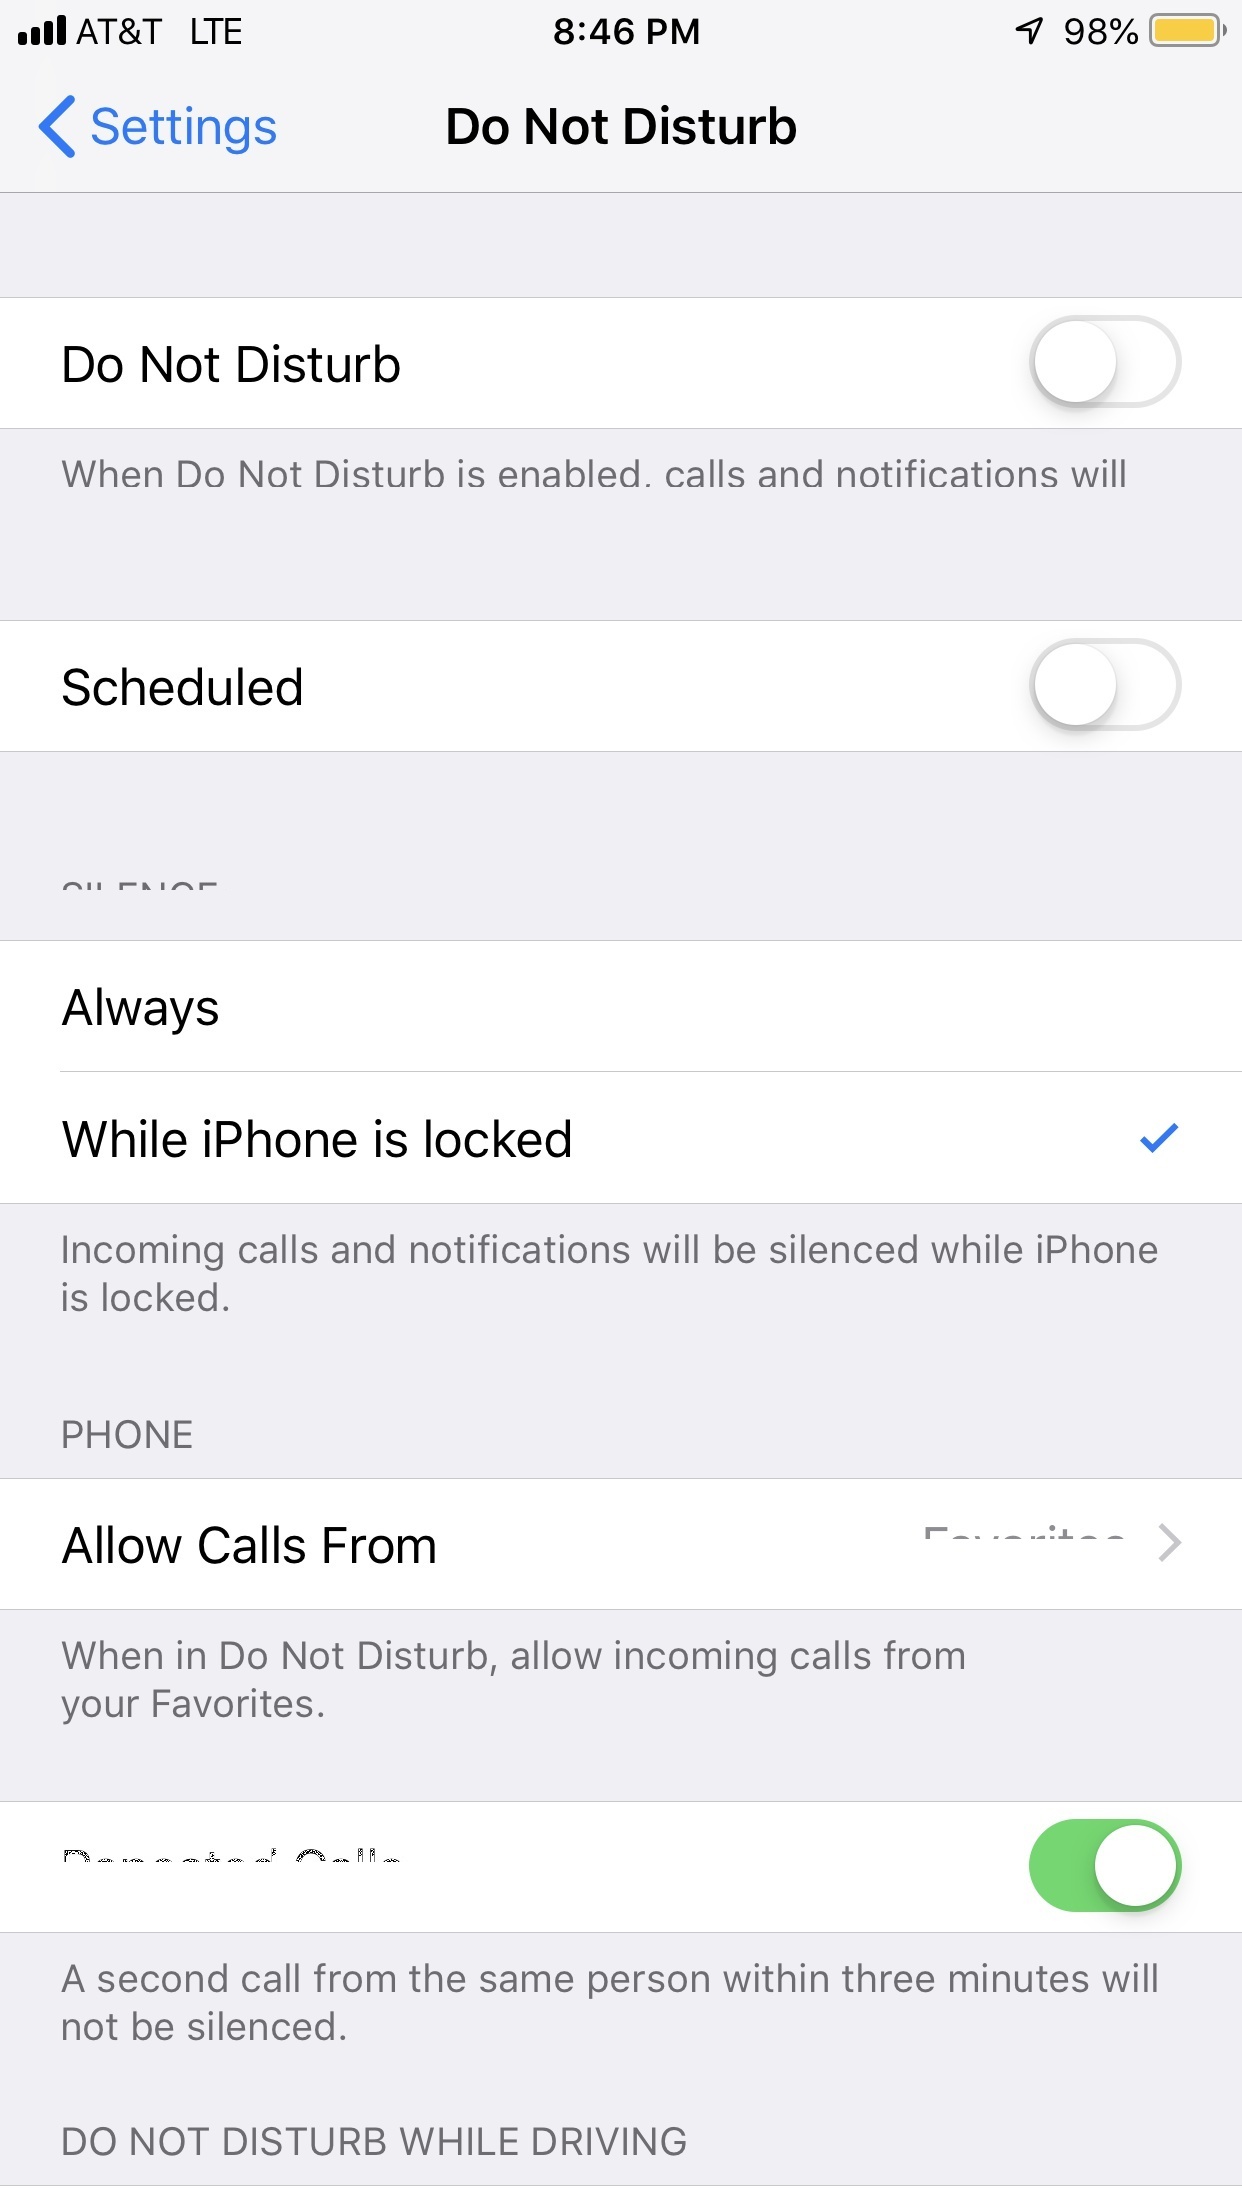 AT&T LTE 8:46 PM 98%
Settings Do Not Disturb
Do Not Disturb
When Do Not Disturb is enabled, calls and notifications will
Scheduled
Always
While iPhone is locked
Incoming calls and notifications will be silenced while iPhone
is locked.
PHONE
Allow Calls From
When in Do Not Disturb, allow incoming calls from
your Favorites.
A second call from the same person within three minutes will
not be silenced.
DO NOT DISTURB WHILE DRIVING